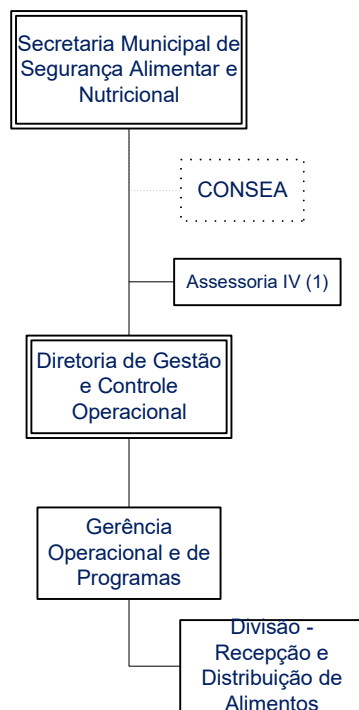 Secretaria Municipal de
Segurança Alimentar e
Nutricional
CONSEA
Assessoria IV (1)
Diretoria de Gestão
e Controle
Operacional
Gerência
Operacional e de
Programas
Divisão -
Recepção e
Distribuição de
Alimentos